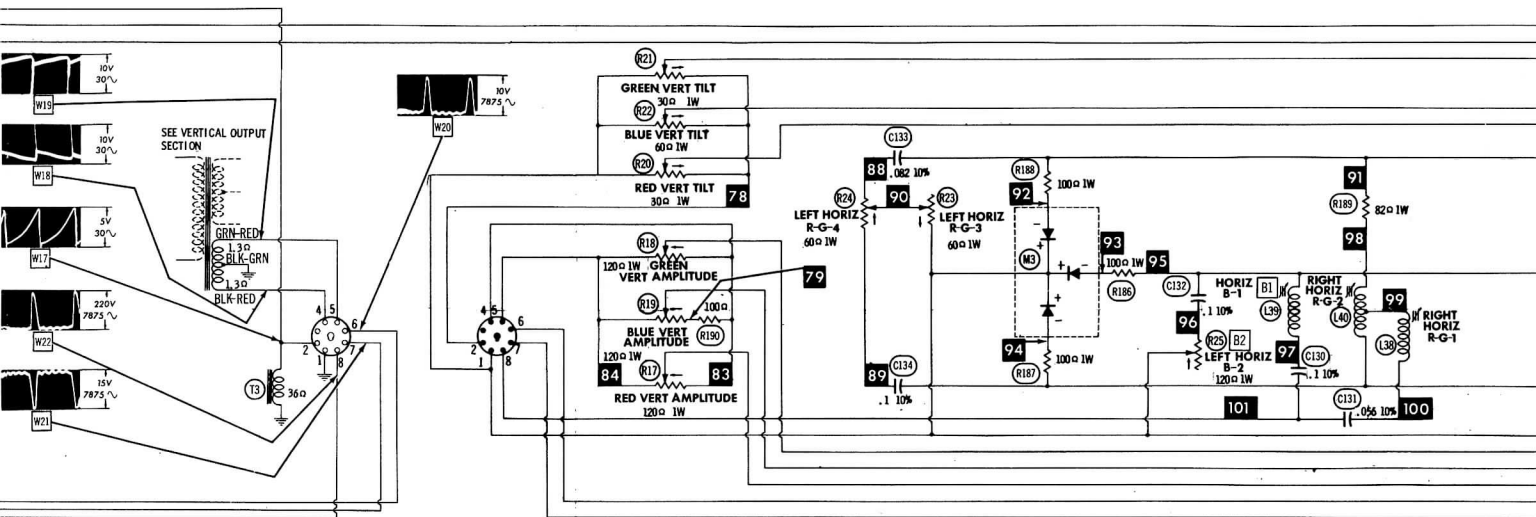 10V
30∿
W19
10V
30∿
W18
5V
30∿
W17
220V
7875∿
W22
15V
7875∿
W21
SEE VERTICAL OUTPUT
SECTION
GRN-RED
1.3Ω
BLK-GRN
1.3Ω
BLK-RED
T3
36Ω
4 5
6
2
7
1 8
10V
7875∿
W20
4 5
6
2
7
1
8
R21
GREEN VERT TILT
30Ω 1W
R22
BLUE VERT TILT
60Ω 1W
R20
RED VERT TILT
30Ω 1W
78
R18
120Ω 1W GREEN
VERT AMPLITUDE
79
R19
100Ω
R190
BLUE VERT
AMPLITUDE
120Ω 1W
84
R17
83
RED VERT AMPLITUDE
120Ω 1W
C133
88
.082 10%
R24
90
R23
LEFT HORIZ
R-G-4
60Ω 1W
LEFT HORIZ
R-G-3
60Ω 1W
89
C134
.1 10%
R188
92
100Ω 1W
M3
93
100Ω 1W
R186
95
94
100Ω 1W
R187
C132
.1 10%
96
R25
B2
LEFT HORIZ
B-2
120Ω 1W
HORIZ
B-1
B1
L39
97
C130
.1 10%
91
R189
82Ω 1W
98
RIGHT
HORIZ
R-G-2
L40
99
RIGHT
HORIZ
R-G-1
L38
101
C131
.056 10%
100